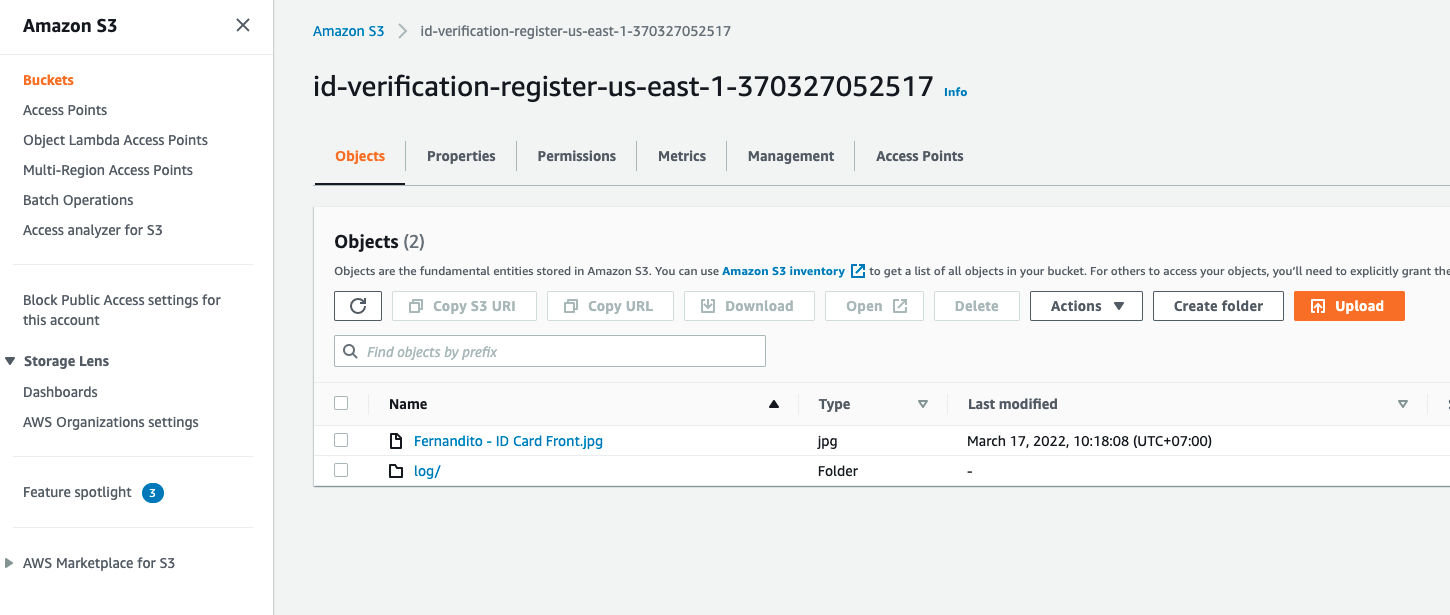 Amazon S3
Buckets
Access Points
Object Lambda Access Points
Multi-Region Access Points
Batch Operations
Access analyzer for S3
Block Public Access settings for
this account
Storage Lens
Dashboards
AWS Organizations settings
Feature spotlight 3
AWS Marketplace for S3
Amazon S3 id-verification-register-us-east-1-370327052517
id-verification-register-us-east-1-370327052517 Info
Objects Properties Permissions Metrics Management Access Points
Objects (2)
Objects are the fundamental entities stored in Amazon S3. You can use Amazon S3 inventory to get a list of all objects in your bucket. For others to access your objects, you'll need to explicitly grant the
Copy S3 URI Copy URL Download Open Delete Actions Create folder Upload
Find objects by prefix
Name Type Last modified
Fernandito - ID Card Front.jpg jpg March 17, 2022, 10:18:08 (UTC+07:00)
log/ Folder -